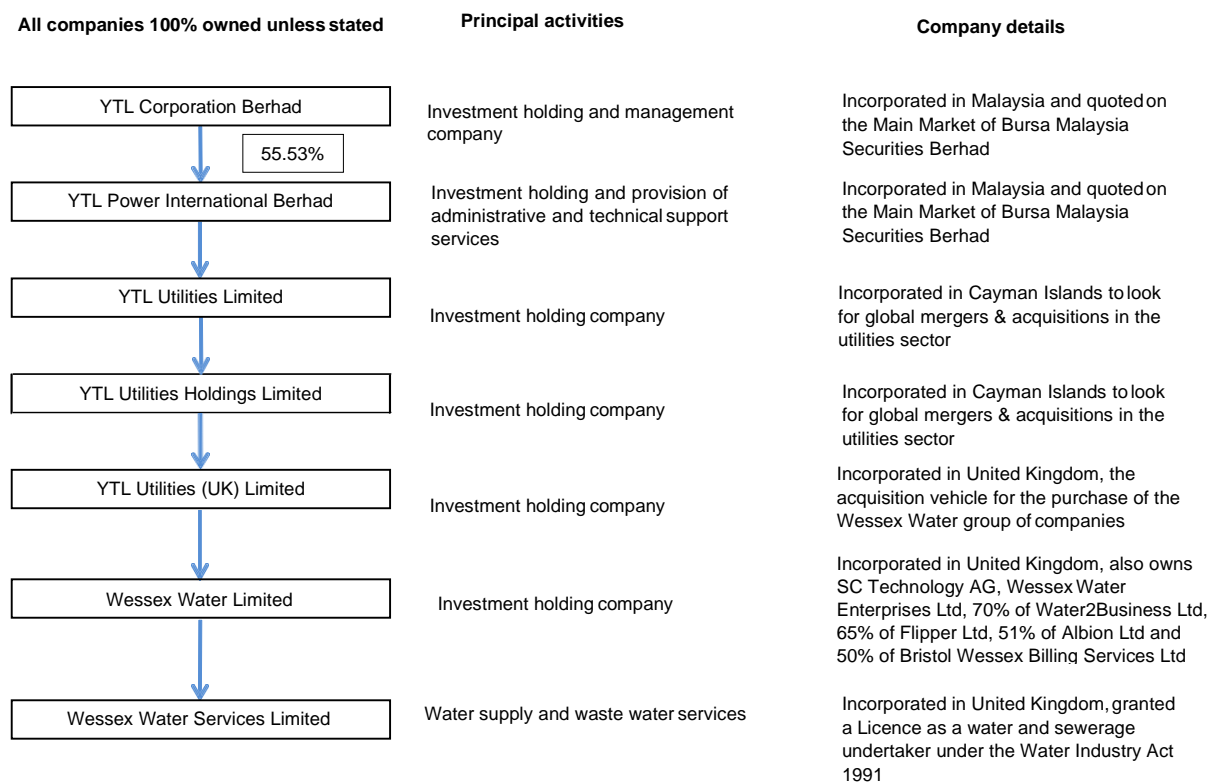 All companies 100% owned unless stated
Principal activities
Company details
YTL Corporation Berhad
Investment holding and management
company
Incorporated in Malaysia and quoted on
the Main Market of Bursa Malaysia
Securities Berhad
55.53%
YTL Power International Berhad
Investment holding and provision of
administrative and technical support
services
Incorporated in Malaysia and quoted on
the Main Market of Bursa Malaysia
Securities Berhad
YTL Utilities Limited
Investment holding company
Incorporated in Cayman Islands to look
for global mergers & acquisitions in the
utilities sector
YTL Utilities Holdings Limited
Investment holding company
Incorporated in Cayman Islands to look
for global mergers & acquisitions in the
utilities sector
YTL Utilities (UK) Limited
Investment holding company
Incorporated in United Kingdom, the
acquisition vehicle for the purchase of the
Wessex Water group of companies
Wessex Water Limited
Investment holding company
Incorporated in United Kingdom, also owns
SC Technology AG, Wessex Water
Enterprises Ltd, 70% of Water2Business Ltd,
65% of Flipper Ltd, 51% of Albion Ltd and
50% of Bristol Wessex Billing Services Ltd
Wessex Water Services Limited
Water supply and waste water services
Incorporated in United Kingdom, granted
a Licence as a water and sewerage
undertaker under the Water Industry Act
1991